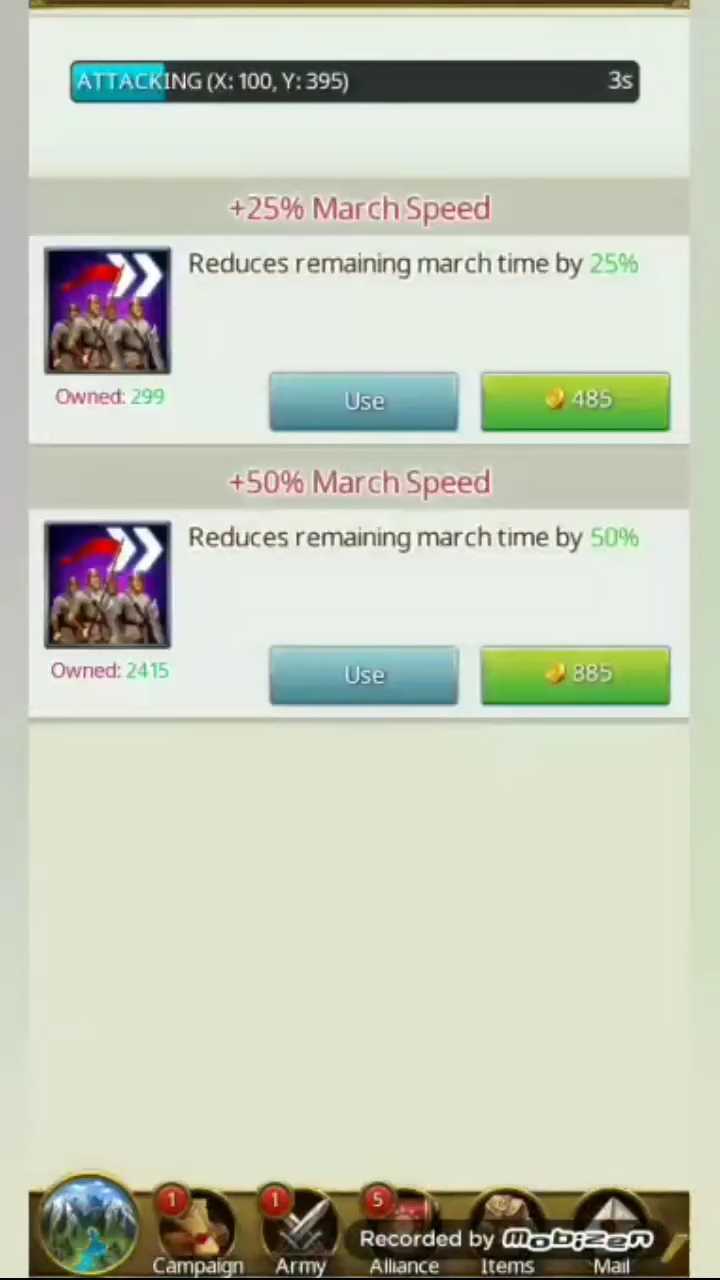 ATTACKING (X: 100, Y: 395) 3s
+25% March Speed
Reduces remaining march time by 25%
Owned: 299
Use
485
+50% March Speed
Reduces remaining march time by 50%
Owned: 2415
Use
885
1
1
5
Recorded by mobizen
Campaign
Army
Alliance
Items
Mail